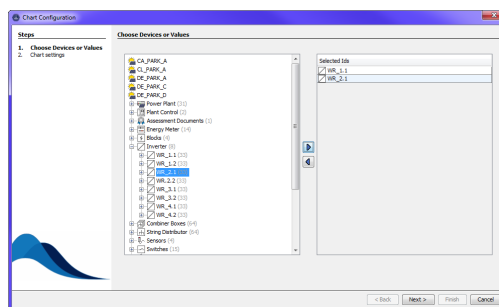 Chart Configuration
Steps
1. Choose Devices or Values
2. Chart settings
Choose Devices or Values
CA_PARK_A
CL_PARK_A
DE_PARK_A
DE_PARK_C
DE_PARK_D
Power Plant (31)
Plant Control (2)
Assessment Documents (1)
Energy Meter (14)
Blocks (4)
Inverter (8)
WR_1.1 (33)
WR_1.2 (33)
WR_2.1
WR_2.2 (33)
WR_3.1 (33)
WR_3.2 (33)
WR_4.1 (33)
WR_4.2 (33)
Combiner Boxes (64)
String Distributor (64)
Sensors (4)
Switches (15)
Selected Ids
WR_1.1
WR_2.1
< Back
Next >
Finish
Cancel